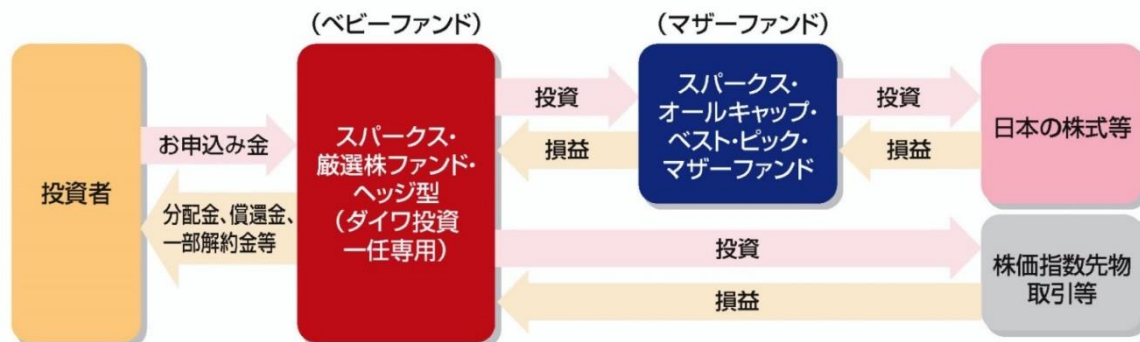 (ベビーファンド)
(マザーファンド)
投資者
お申込み金
分配金、償還金、
一部解約金等
スパークス・
厳選株ファンド・
ヘッジ型
(ダイワ投資
一任専用)
投資
損益
スパークス・
オールキャップ・
ベスト・ピック・
マザーファンド
投資
損益
日本の株式等
投資
損益
株価指数先物
取引等